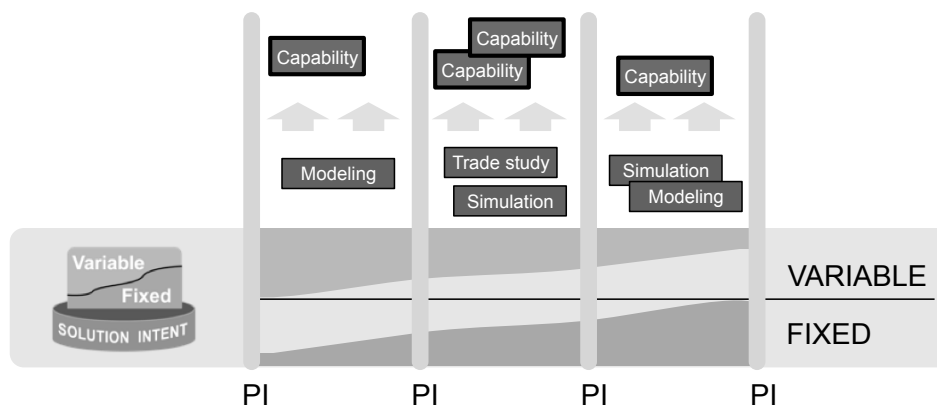 Capability
Capability
Capability
Capability
Modeling
Trade study
Simulation
Simulation
Modeling
Variable
Fixed
SOLUTION INTENT
VARIABLE
FIXED
PI
PI
PI
PI